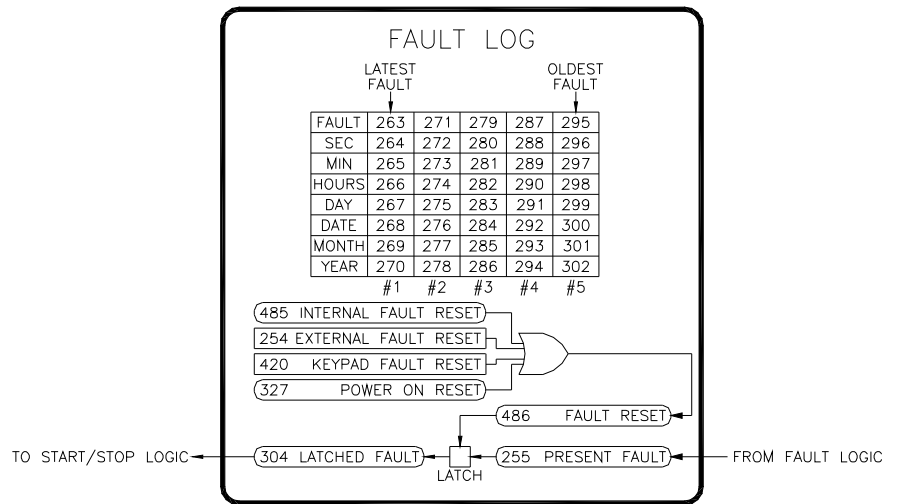 FAULT LOG
LATEST FAULT
OLDEST FAULT
FAULT 263 271 279 287 295
SEC 264 272 280 288 296
MIN 265 273 281 289 297
HOURS 266 274 282 290 298
DAY 267 275 283 291 299
DATE 268 276 284 292 300
MONTH 269 277 285 293 301
YEAR 270 278 286 294 302
#1 #2 #3 #4 #5
485 INTERNAL FAULT RESET
254 EXTERNAL FAULT RESET
420 KEYPAD FAULT RESET
327 POWER ON RESET
486 FAULT RESET
TO START/STOP LOGIC
304 LATCHED FAULT
LATCH
255 PRESENT FAULT
FROM FAULT LOGIC